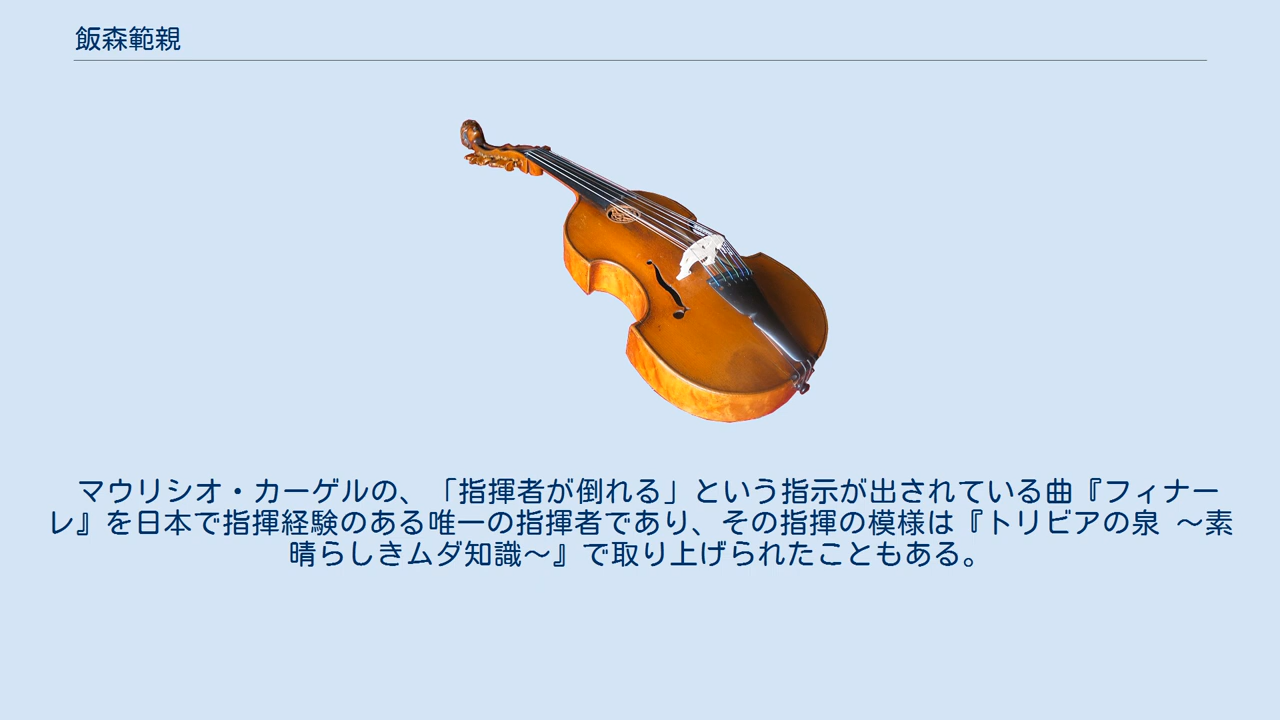 飯森範親
マウリシオ・カーゲルの、「指揮者が倒れる」という指示が出されている曲『フィナー
レ』を日本で指揮経験のある唯一の指揮者であり、その指揮の模様は『トリビアの泉 〜素
晴らしきムダ知識〜』で取り上げられたこともある。